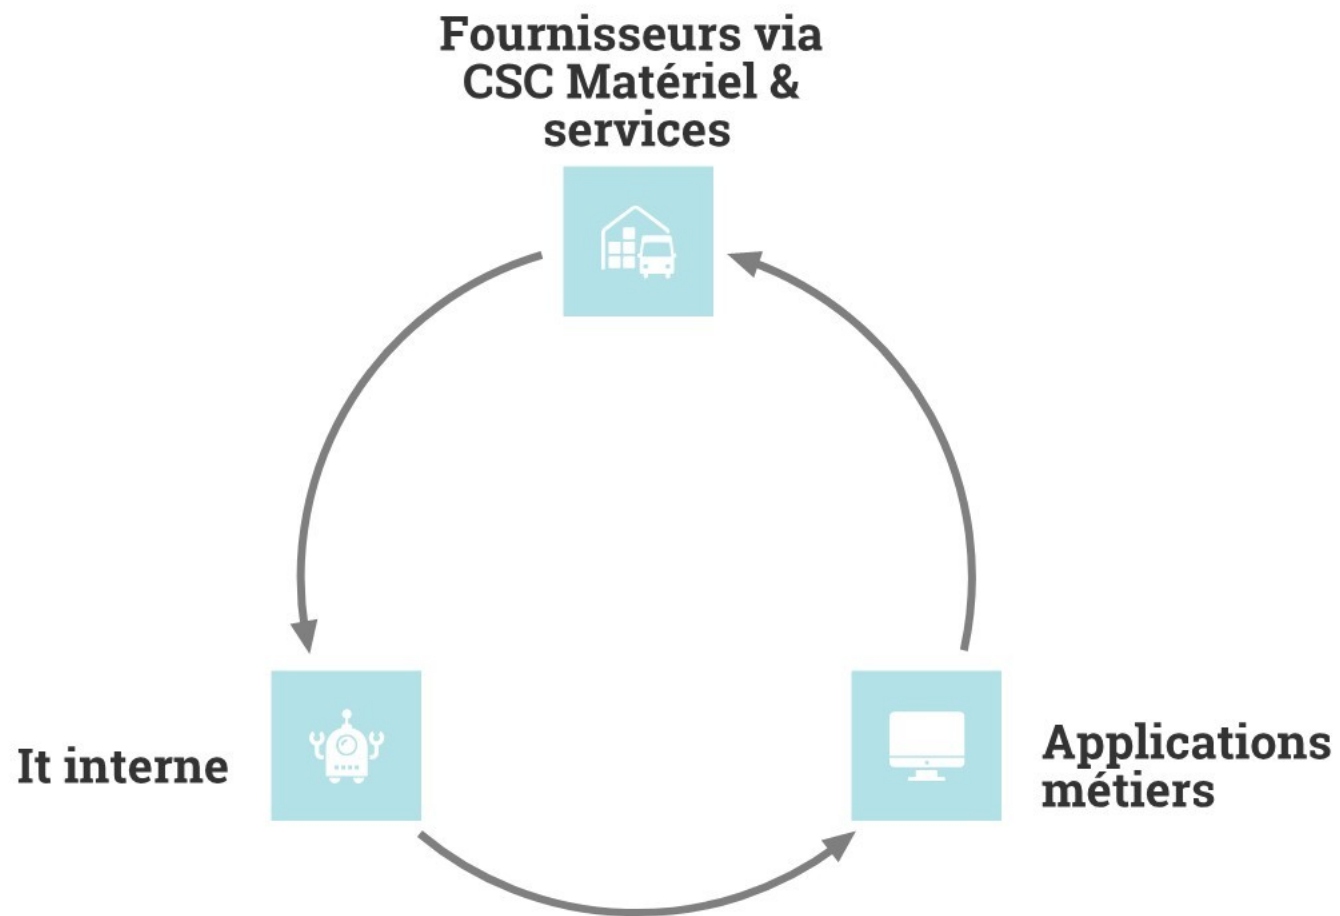 Fournisseurs via
CSC Matériel &
services
It interne
Applications
métiers